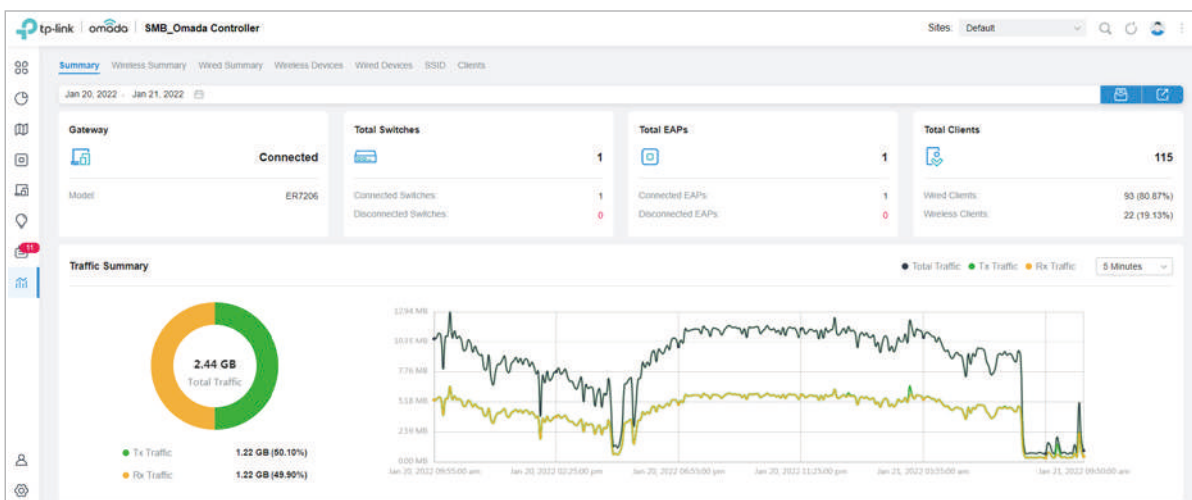 tp-link | omada | SMB_Omada Controller Sites: Default
Summary Wireless Summary Wired Summary Wireless Devices Wired Devices SSID Clients
Jan 20, 2022 - Jan 21, 2022
Gateway Total Switches Total EAPs Total Clients
Connected 1 1 115
Model: ER7206 Connected Switches: 1 Connected EAPs: 1 Wired Clients: 93 (80.87%)
Disconnected Switches: 0 Disconnected EAPs: 0 Wireless Clients: 22 (19.13%)
11
Traffic Summary Total Traffic Tx Traffic Rx Traffic 5 Minutes
12.94 MB
10.35 MB
7.76 MB
5.18 MB
2.59 MB
0.00 MB
2.44 GB
Total Traffic
Tx Traffic 1.22 GB (50.10%)
Rx Traffic 1.22 GB (49.90%)
Jan 20, 2022 09:55:00 am Jan 20, 2022 02:25:00 pm Jan 20, 2022 06:55:00 pm Jan 20, 2022 11:25:00 pm Jan 21, 2022 03:55:00 am Jan 21, 2022 09:50:00 am